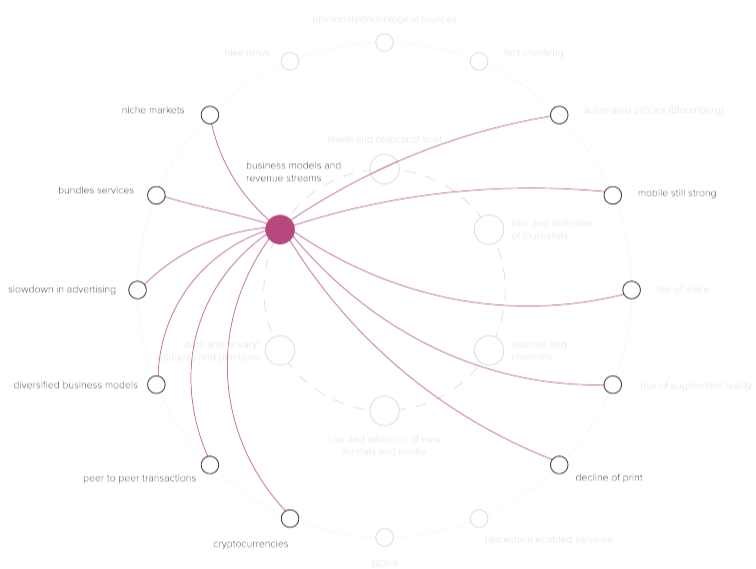 opinionated/ideological sources
fake news
fact checking
niche markets
automated articles (Bloomberg)
levels end objects of trust
business models and
revenue streams
bundles services
mobile still strong
role and definition
of journalists
slowdown in advertising
rise of voice
data and privacy:
and practices
sources and
channels
diversified business models
rise of augmented reality
use and adoption of new
formats and media
peer to peer transactions
decline of print
cryptocurrencies
blockchain enabled services
GDPR